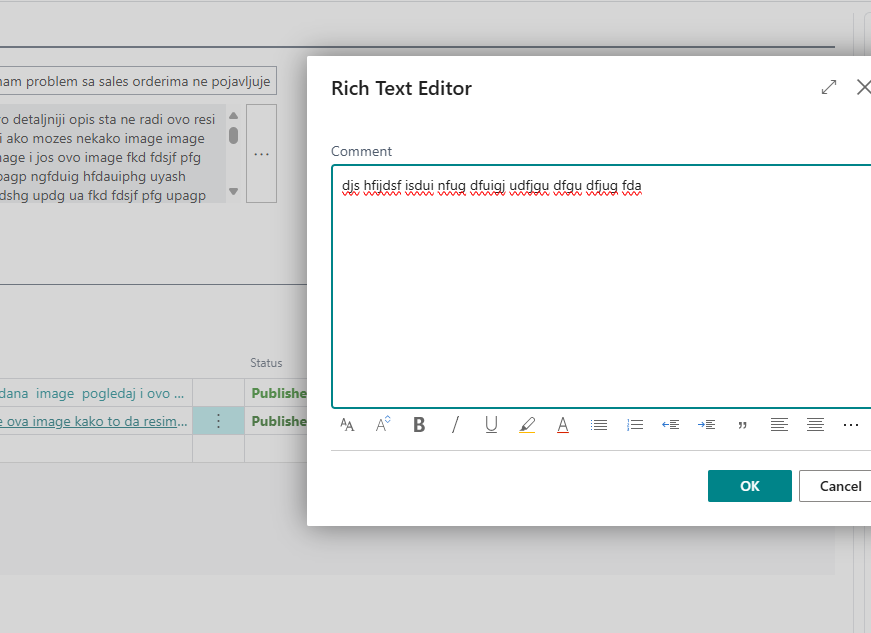 nam problem sa sales orderima ne pojavljuje
o detaljniji opis sta ne radi ovo resi
i ako mozes nekako image image
nage i jos ovo image fkd fdsjf pfg
pagp ngfduig hfdauiphg uyash
dshg updg ua fkd fdsjf pfg upagp
Status
dana image pogledaj i ovo ...
Publishe
e ova image kako to da resim...
Publishe
Rich Text Editor
Comment
djs hfijdsf isdui nfug dfuigj udfjgu dfgu dfjug fda
OK
Cancel